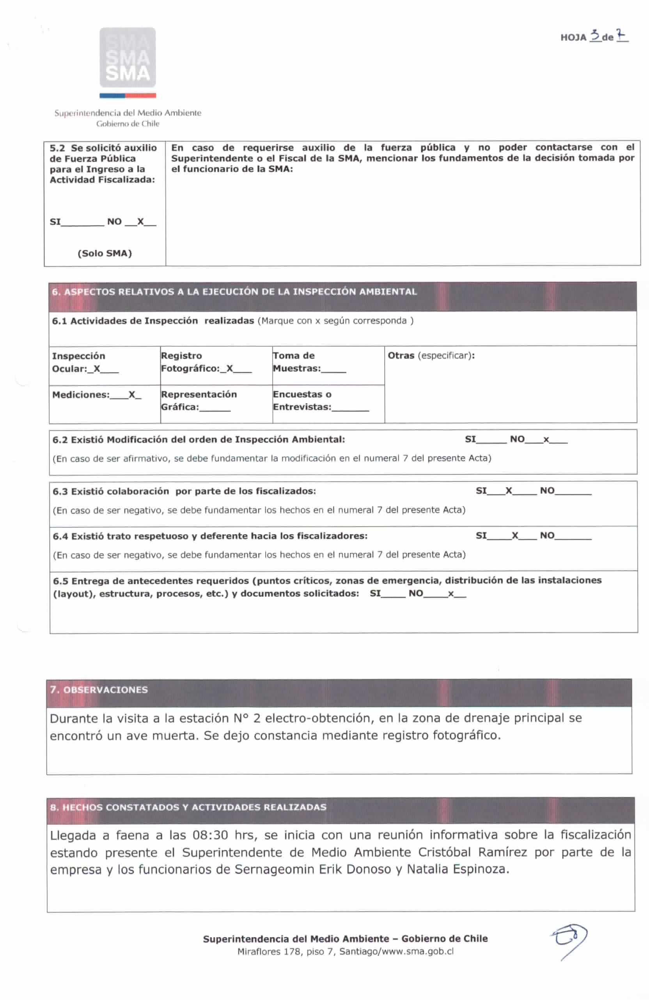 HOJA 3 de 7
SMA
SMA
SMA
Superintendencia del Medio Ambiente
Gobierno de Chile
5.2 Se solicitó auxilio
de Fuerza Pública
para el Ingreso a la
Actividad Fiscalizada:
SI_______ NO __X__
(Solo SMA)
En caso de requerirse auxilio de la fuerza pública y no poder contactarse con el
Superintendente o el Fiscal de la SMA, mencionar los fundamentos de la decisión tomada por
el funcionario de la SMA:
6. ASPECTOS RELATIVOS A LA EJECUCIÓN DE LA INSPECCIÓN AMBIENTAL
6.1 Actividades de Inspección realizadas (Marque con x según corresponda )
Inspección
Ocular:_X___
Registro
Fotográfico:_X___
Toma de
Muestras:____
Otras (especificar):
Mediciones:___X_
Representación
Gráfica:_____
Encuestas o
Entrevistas:______
6.2 Existió Modificación del orden de Inspección Ambiental: SI_____ NO___x___
(En caso de ser afirmativo, se debe fundamentar la modificación en el numeral 7 del presente Acta)
6.3 Existió colaboración por parte de los fiscalizados: SI___X____ NO______
(En caso de ser negativo, se debe fundamentar los hechos en el numeral 7 del presente Acta)
6.4 Existió trato respetuoso y deferente hacia los fiscalizadores: SI____X___ NO______
(En caso de ser negativo, se debe fundamentar los hechos en el numeral 7 del presente Acta)
6.5 Entrega de antecedentes requeridos (puntos críticos, zonas de emergencia, distribución de las instalaciones
(layout), estructura, procesos, etc.) y documentos solicitados: SI____ NO____x__
7. OBSERVACIONES
Durante la visita a la estación N° 2 electro-obtención, en la zona de drenaje principal se
encontró un ave muerta. Se dejo constancia mediante registro fotográfico.
8. HECHOS CONSTATADOS Y ACTIVIDADES REALIZADAS
Llegada a faena a las 08:30 hrs, se inicia con una reunión informativa sobre la fiscalización
estando presente el Superintendente de Medio Ambiente Cristóbal Ramírez por parte de la
empresa y los funcionarios de Sernageomin Erik Donoso y Natalia Espinoza.
Superintendencia del Medio Ambiente – Gobierno de Chile
Miraflores 178, piso 7, Santiago/www.sma.gob.cl